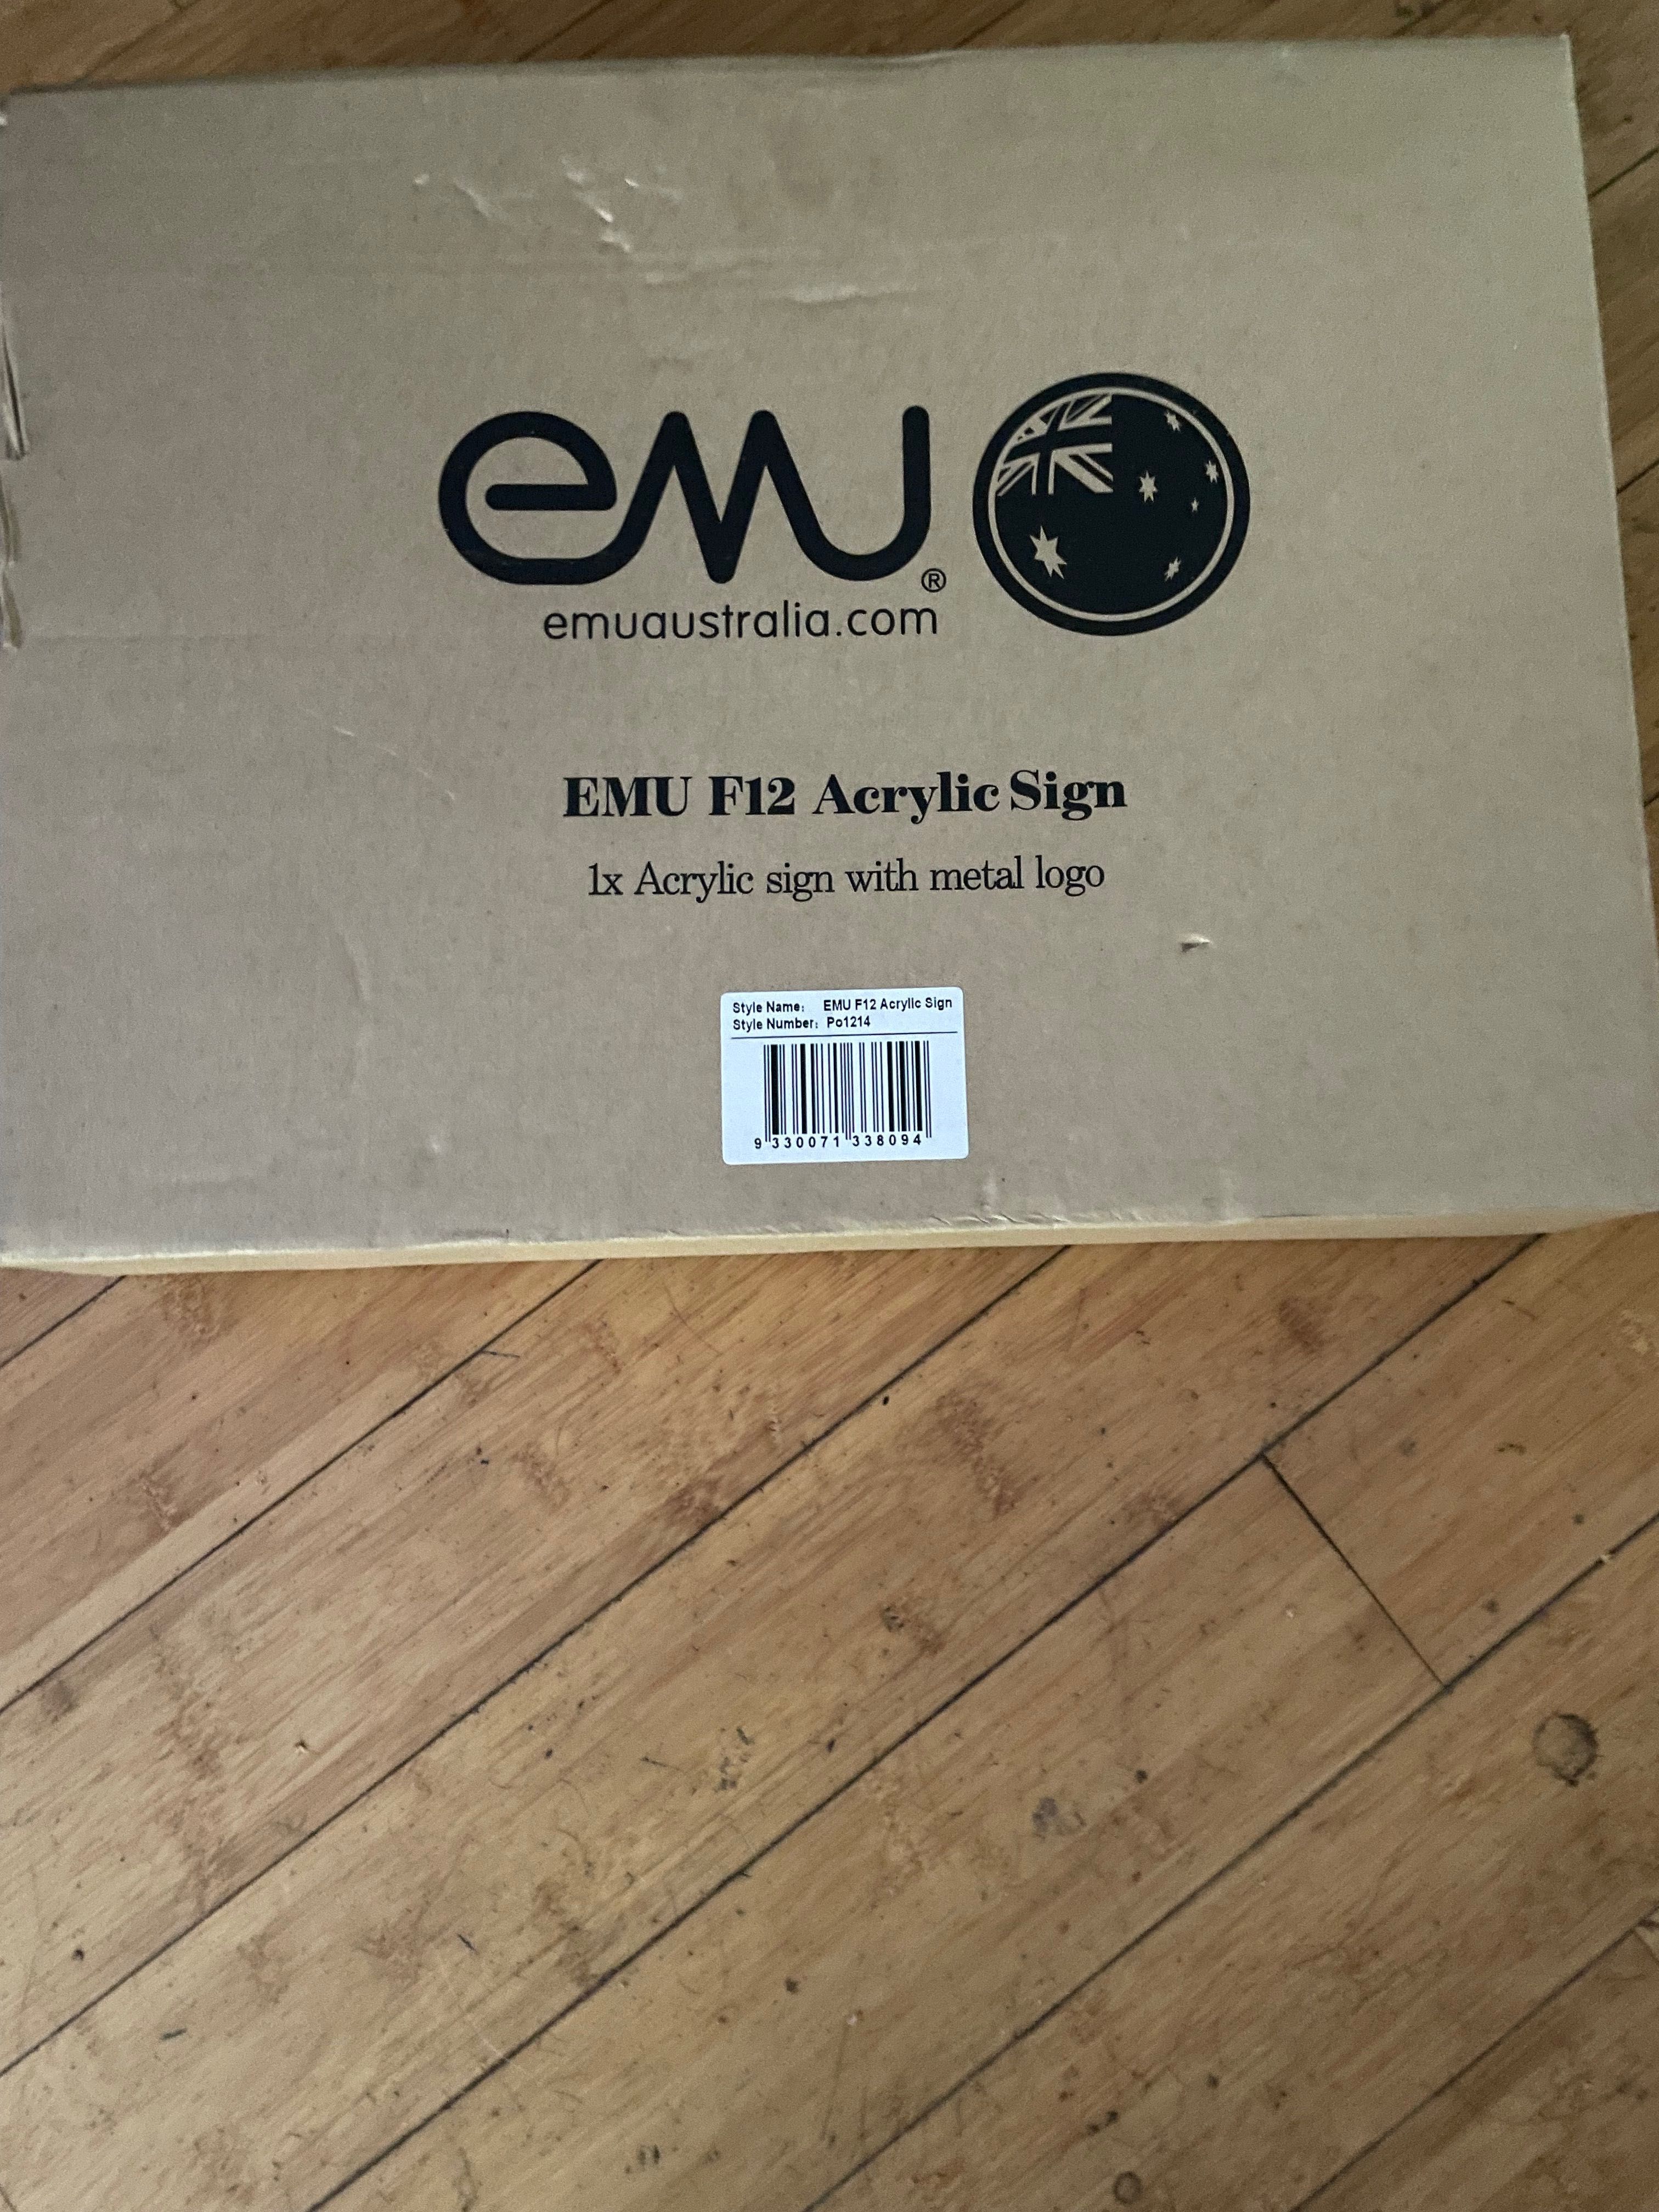 emu®
emuaustralia.com
EMU F12 Acrylic Sign
1x Acrylic sign with metal logo
Style Name: EMU F12 Acrylic Sign
Style Number: Po1214
9 330071 338094